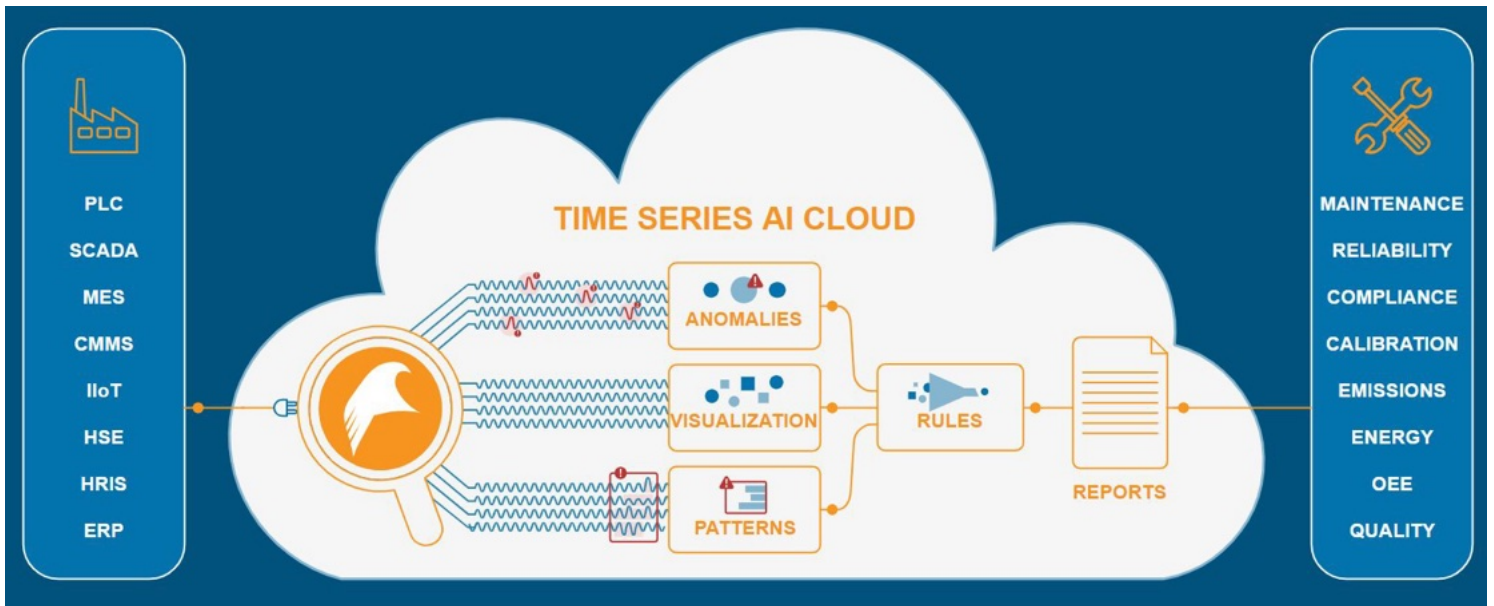 PLC
SCADA
MES
CMMS
IIoT
HSE
HRIS
ERP
TIME SERIES AI CLOUD
ANOMALIES
VISUALIZATION
PATTERNS
RULES
REPORTS
MAINTENANCE
RELIABILITY
COMPLIANCE
CALIBRATION
EMISSIONS
ENERGY
OEE
QUALITY